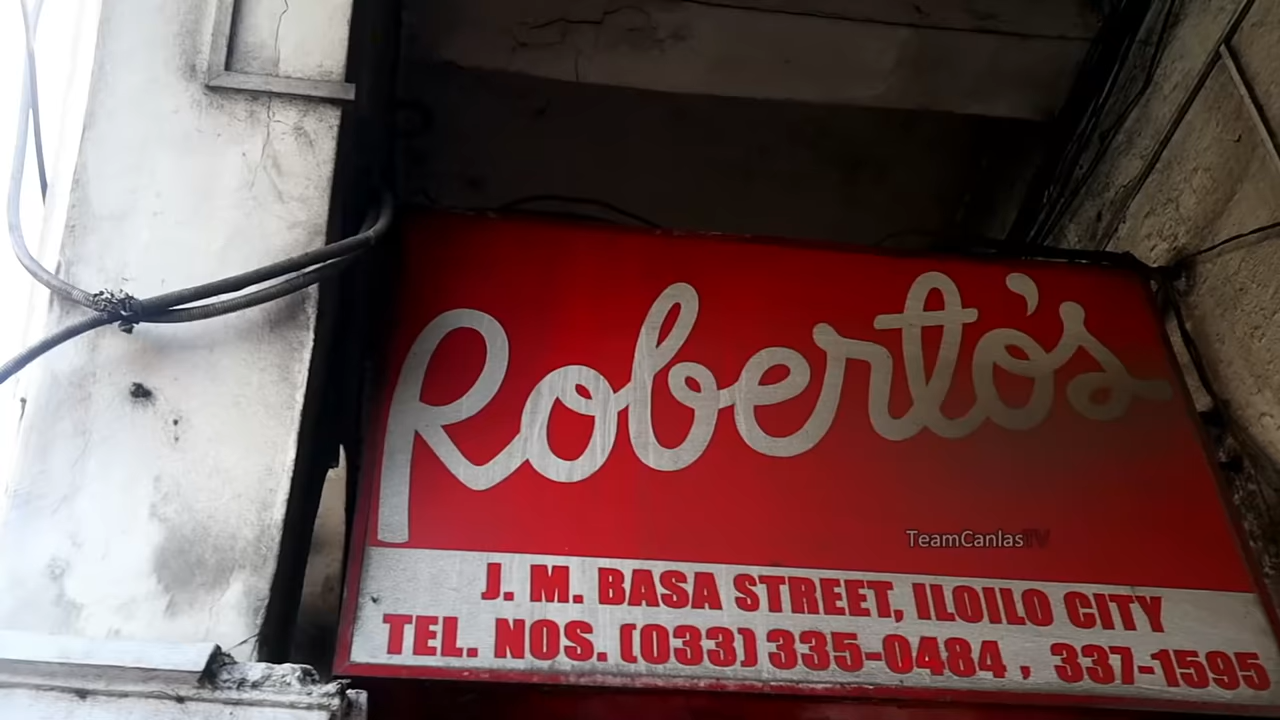 Roberto's
TeamCanlasTV
J. M. BASA STREET, ILOILO CITY
TEL. NOS. (033) 335-0484 , 337-1595